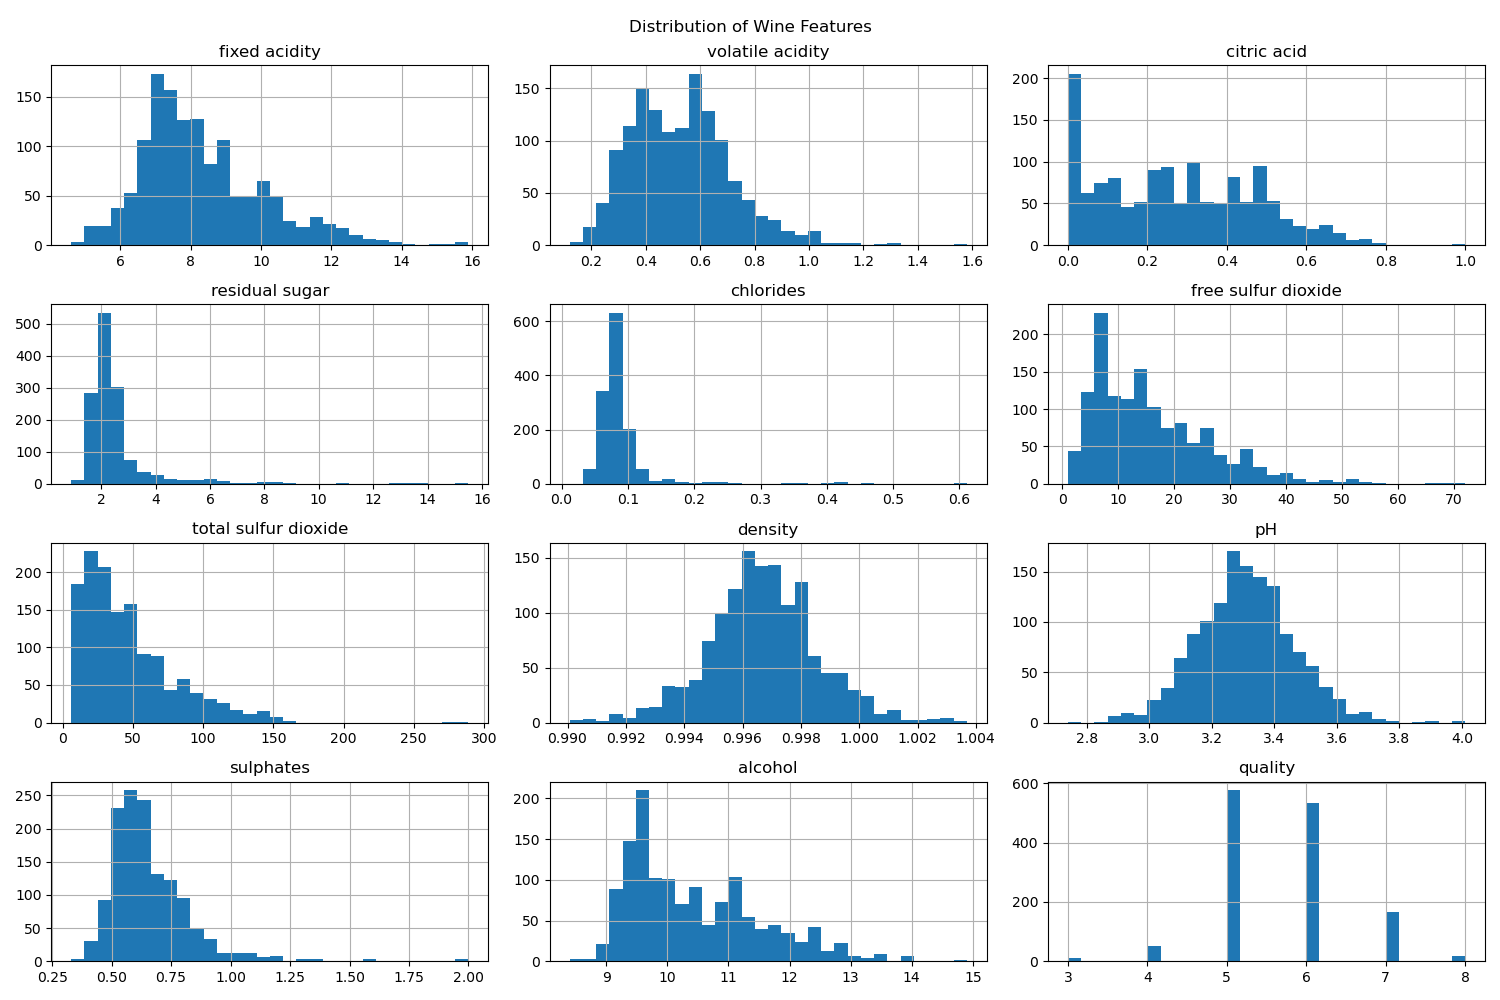 Distribution of Wine Features
fixed acidity
volatile acidity
citric acid
150
100
50
0
6 8 10 12 14 16
150
100
50
0
0.2 0.4 0.6 0.8 1.0 1.2 1.4 1.6
200
150
100
50
0
0.0 0.2 0.4 0.6 0.8 1.0
residual sugar
chlorides
free sulfur dioxide
500
400
300
200
100
0
2 4 6 8 10 12 14 16
600
400
200
0
0.0 0.1 0.2 0.3 0.4 0.5 0.6
200
150
100
50
0
0 10 20 30 40 50 60 70
total sulfur dioxide
density
pH
200
150
100
50
0
0 50 100 150 200 250 300
150
100
50
0
0.990 0.992 0.994 0.996 0.998 1.000 1.002 1.004
150
100
50
0
2.8 3.0 3.2 3.4 3.6 3.8 4.0
sulphates
alcohol
quality
250
200
150
100
50
0
0.25 0.50 0.75 1.00 1.25 1.50 1.75 2.00
200
150
100
50
0
9 10 11 12 13 14 15
600
400
200
0
3 4 5 6 7 8